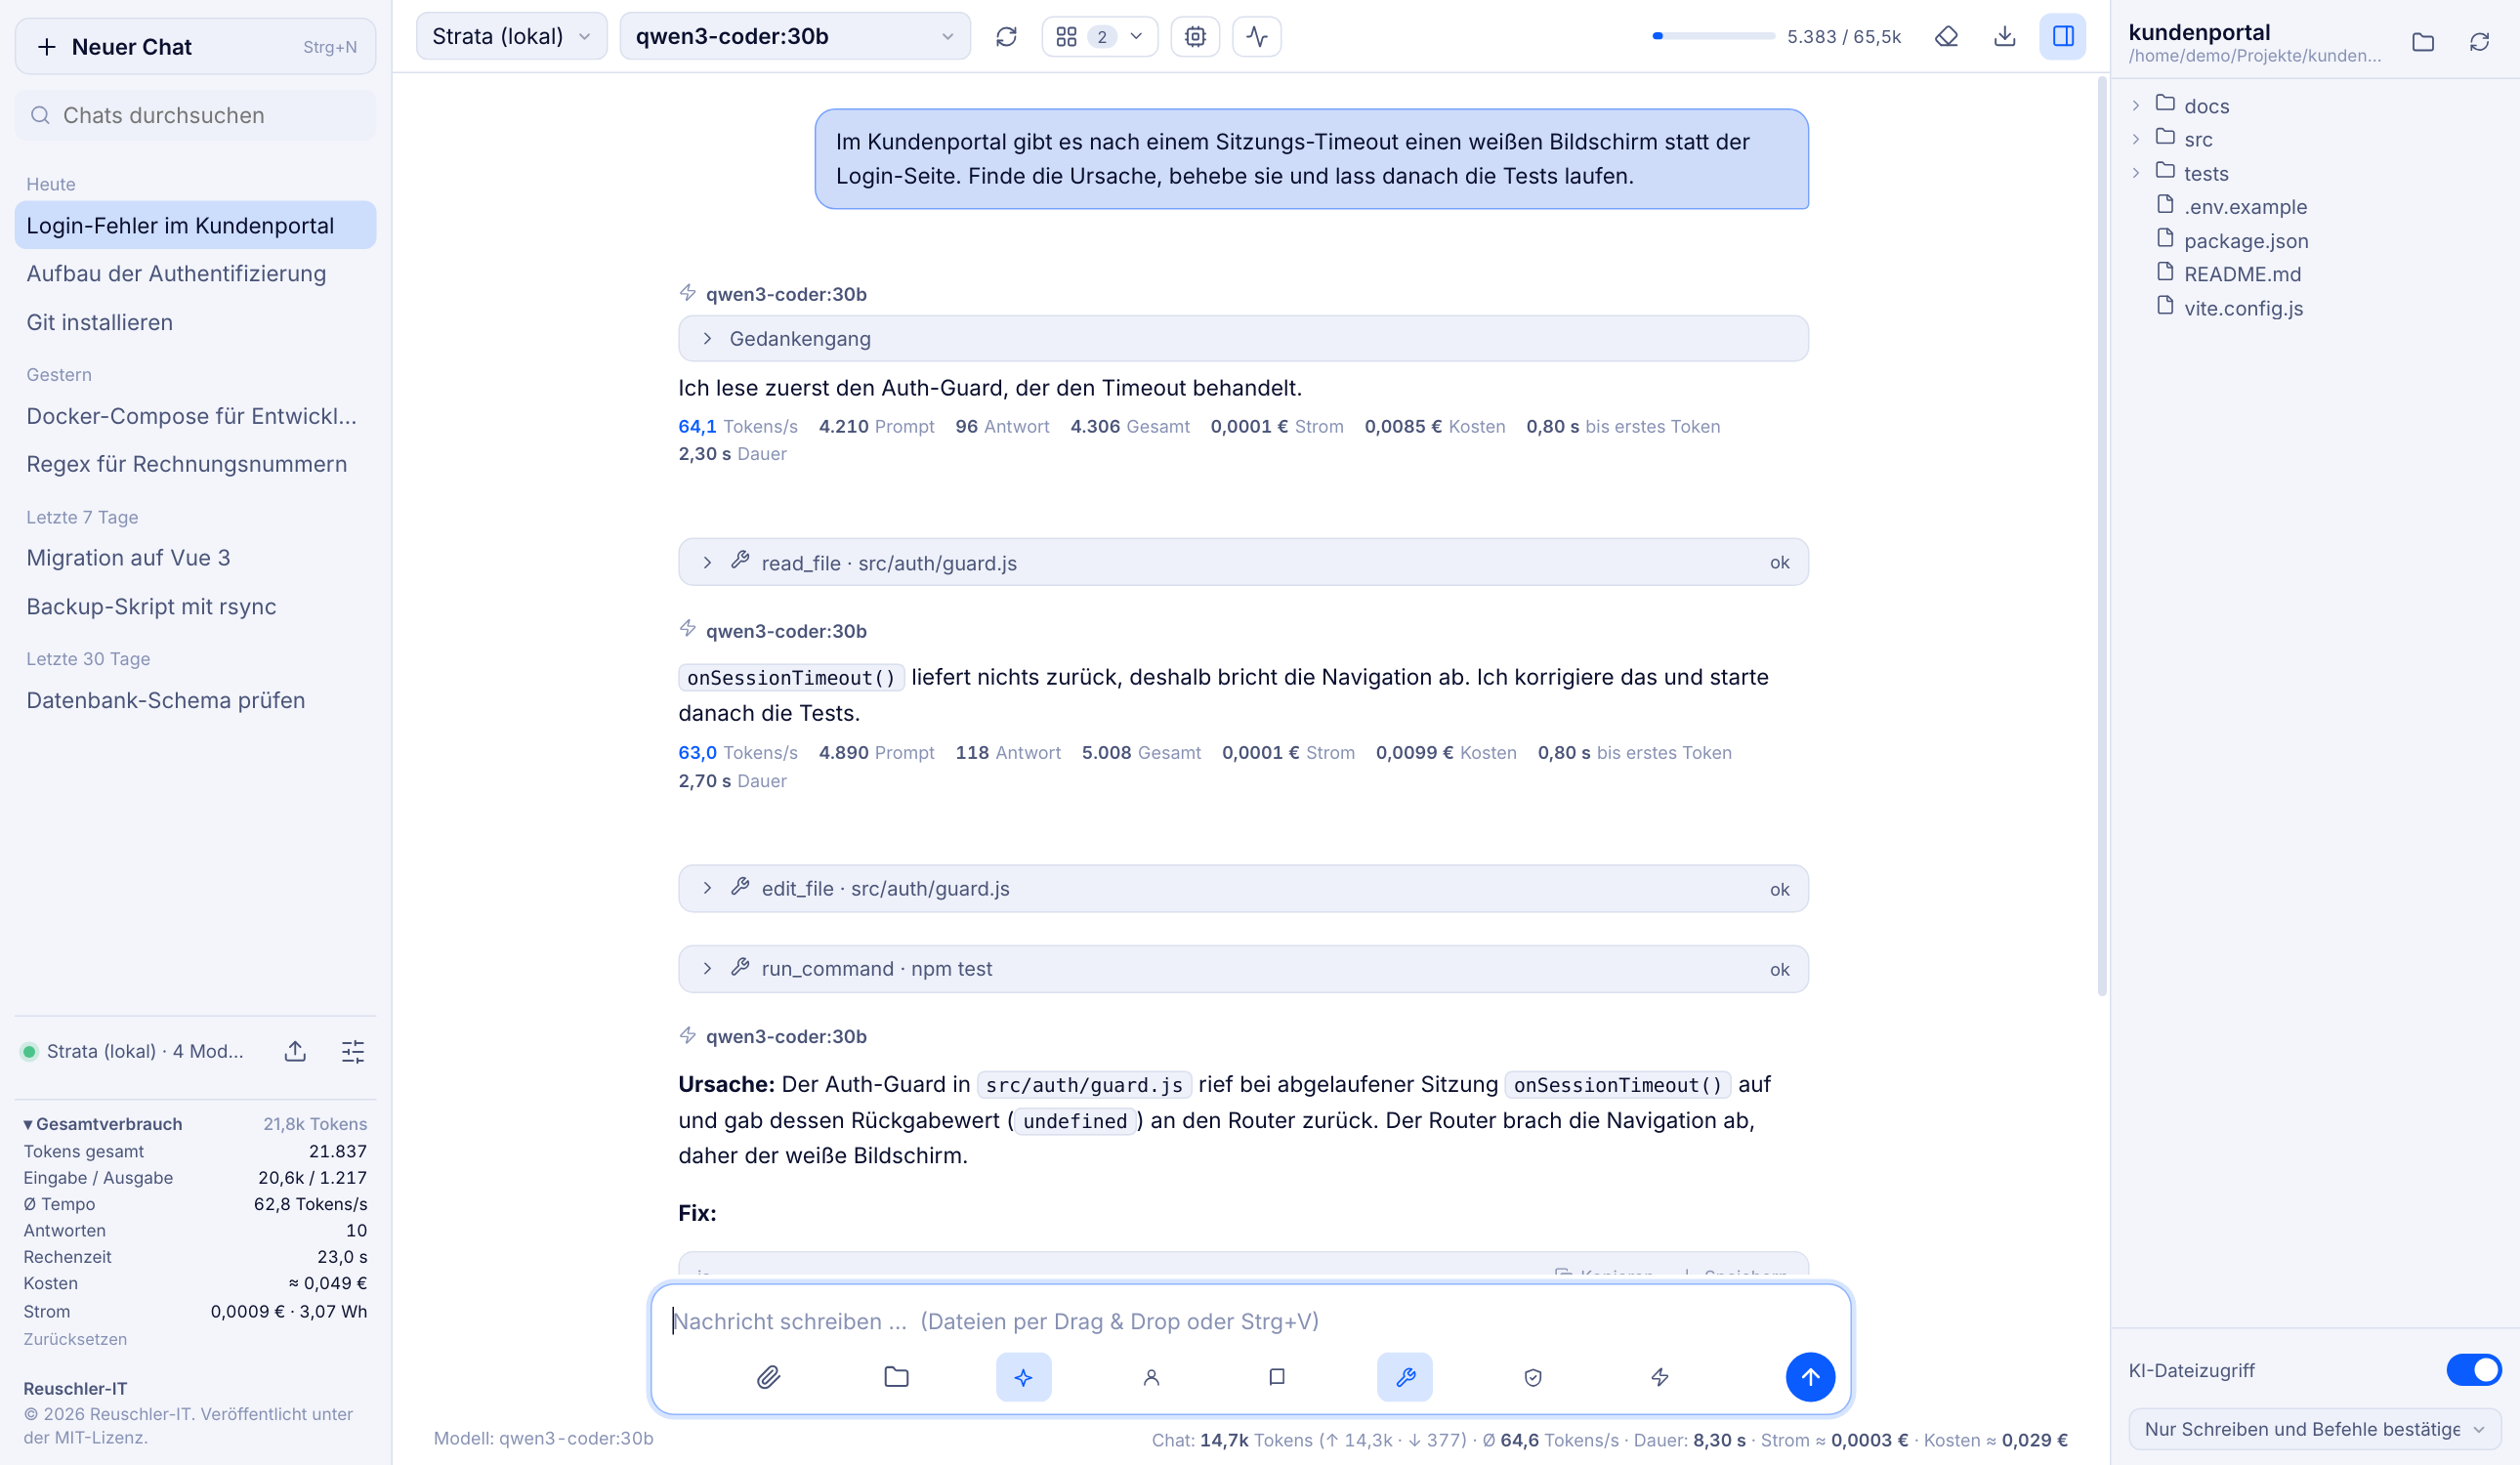 Neuer Chat
Strg+N
Chats durchsuchen
Heute
Login-Fehler im Kundenportal
Aufbau der Authentifizierung
Git installieren
Gestern
Docker-Compose für Entwickl...
Regex für Rechnungsnummern
Letzte 7 Tage
Migration auf Vue 3
Backup-Skript mit rsync
Letzte 30 Tage
Datenbank-Schema prüfen
Strata (lokal) · 4 Mod...
▾ Gesamtverbrauch 21,8k Tokens
Tokens gesamt 21.837
Eingabe / Ausgabe 20,6k / 1.217
Ø Tempo 62,8 Tokens/s
Antworten 10
Rechenzeit 23,0 s
Kosten ≈ 0,049 €
Strom 0,0009 € · 3,07 Wh
Zurücksetzen
Reuschler-IT
© 2026 Reuschler-IT. Veröffentlicht unter
der MIT-Lizenz.
Strata (lokal)
qwen3-coder:30b
2
5.383 / 65,5k
Im Kundenportal gibt es nach einem Sitzungs-Timeout einen weißen Bildschirm statt der
Login-Seite. Finde die Ursache, behebe sie und lass danach die Tests laufen.
qwen3-coder:30b
Gedankengang
Ich lese zuerst den Auth-Guard, der den Timeout behandelt.
64,1 Tokens/s 4.210 Prompt 96 Antwort 4.306 Gesamt 0,0001 € Strom 0,0085 € Kosten 0,80 s bis erstes Token
2,30 s Dauer
read_file · src/auth/guard.js ok
qwen3-coder:30b
onSessionTimeout() liefert nichts zurück, deshalb bricht die Navigation ab. Ich korrigiere das und starte
danach die Tests.
63,0 Tokens/s 4.890 Prompt 118 Antwort 5.008 Gesamt 0,0001 € Strom 0,0099 € Kosten 0,80 s bis erstes Token
2,70 s Dauer
edit_file · src/auth/guard.js ok
run_command · npm test ok
qwen3-coder:30b
Ursache: Der Auth-Guard in src/auth/guard.js rief bei abgelaufener Sitzung onSessionTimeout() auf
und gab dessen Rückgabewert (undefined) an den Router zurück. Der Router brach die Navigation ab,
daher der weiße Bildschirm.
Fix:
js Kopieren Speichern
Nachricht schreiben ... (Dateien per Drag & Drop oder Strg+V)
Modell: qwen3-coder:30b
Chat: 14,7k Tokens (↑ 14,3k · ↓ 377) · Ø 64,6 Tokens/s · Dauer: 8,30 s · Strom ≈ 0,0003 € · Kosten ≈ 0,029 €
kundenportal
/home/demo/Projekte/kunden...
docs
src
tests
.env.example
package.json
README.md
vite.config.js
KI-Dateizugriff
Nur Schreiben und Befehle bestätige